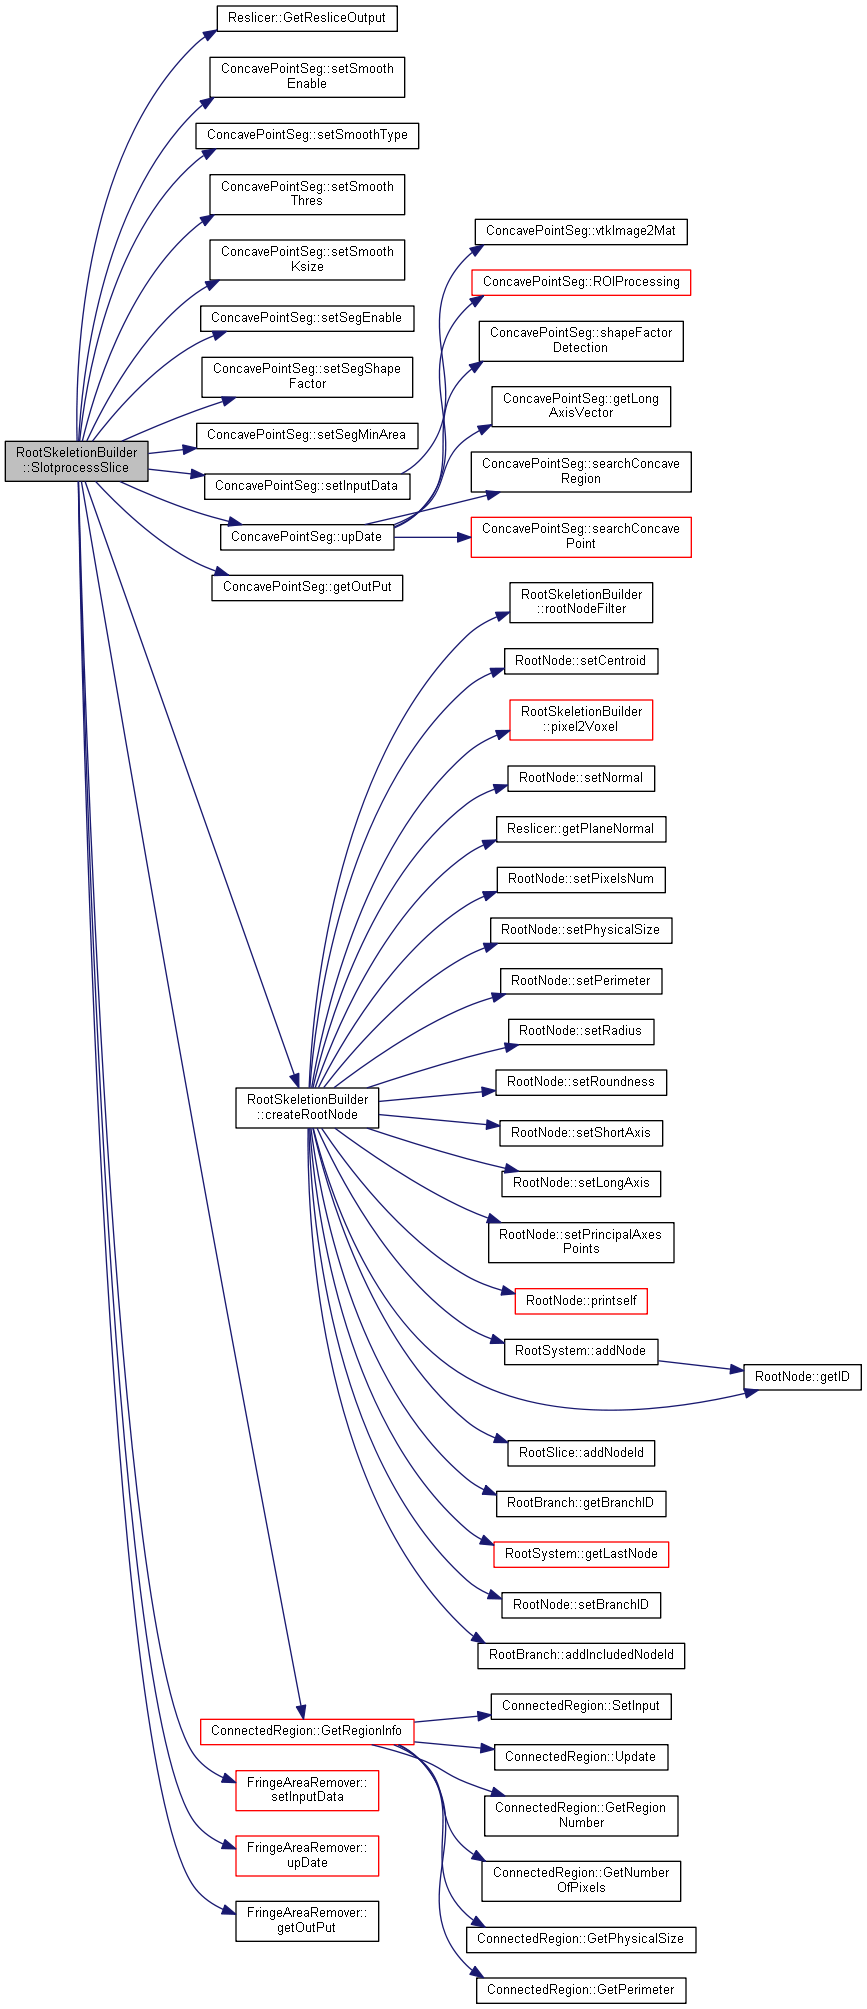 Reslicer::GetResliceOutput
ConcavePointSeg::setSmooth
Enable
ConcavePointSeg::setSmoothType
ConcavePointSeg::setSmooth
Thres
ConcavePointSeg::setSmooth
Ksize
ConcavePointSeg::setSegEnable
ConcavePointSeg::setSegShape
Factor
ConcavePointSeg::setSegMinArea
RootSkeletionBuilder
::SlotprocessSlice
ConcavePointSeg::setInputData
ConcavePointSeg::upDate
ConcavePointSeg::getOutPut
ConcavePointSeg::vtkImage2Mat
ConcavePointSeg::ROIProcessing
ConcavePointSeg::shapeFactor
Detection
ConcavePointSeg::getLong
AxisVector
ConcavePointSeg::searchConcave
Region
ConcavePointSeg::searchConcave
Point
RootSkeletionBuilder
::rootNodeFilter
RootNode::setCentroid
RootSkeletionBuilder
::pixel2Voxel
RootNode::setNormal
Reslicer::getPlaneNormal
RootNode::setPixelsNum
RootNode::setPhysicalSize
RootNode::setPerimeter
RootNode::setRadius
RootNode::setRoundness
RootSkeletionBuilder
::createRootNode
RootNode::setShortAxis
RootNode::setLongAxis
RootNode::setPrincipalAxes
Points
RootNode::printself
RootSystem::addNode
RootNode::getID
RootSlice::addNodeId
RootBranch::getBranchID
RootSystem::getLastNode
RootNode::setBranchID
RootBranch::addIncludedNodeId
ConnectedRegion::GetRegionInfo
ConnectedRegion::SetInput
ConnectedRegion::Update
ConnectedRegion::GetRegion
Number
ConnectedRegion::GetNumber
OfPixels
ConnectedRegion::GetPhysicalSize
ConnectedRegion::GetPerimeter
FringeAreaRemover::
setInputData
FringeAreaRemover::
upDate
FringeAreaRemover::
getOutPut